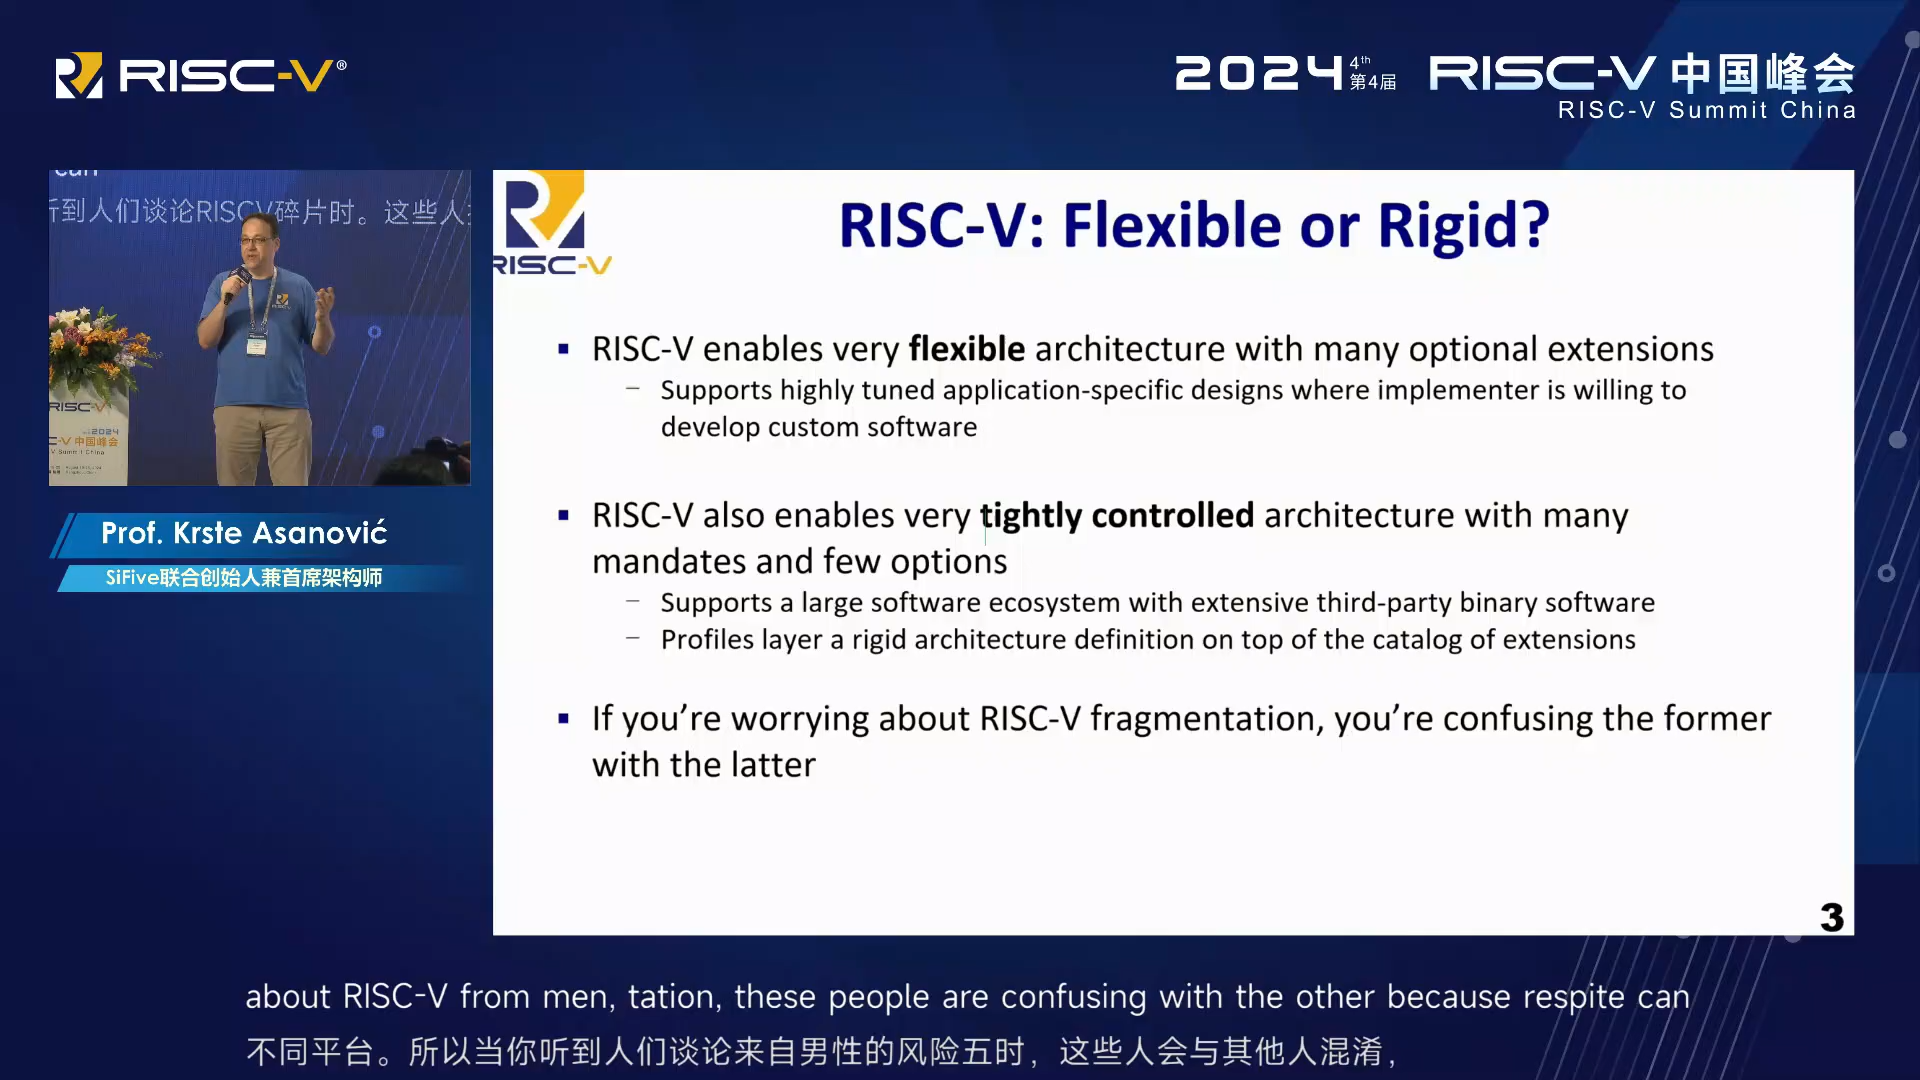 RISC-V®
2024 4th 第4届 RISC-V 中国峰会
RISC-V Summit China
听到人们谈论RISCV碎片时。这些人
RISC-V
2024
C-V 中国峰会
V Summit China
Prof. Krste Asanović
SiFive联合创始人兼首席架构师
RISC-V
RISC-V: Flexible or Rigid?
▪ RISC-V enables very flexible architecture with many optional extensions
– Supports highly tuned application-specific designs where implementer is willing to
develop custom software
▪ RISC-V also enables very tightly controlled architecture with many
mandates and few options
– Supports a large software ecosystem with extensive third-party binary software
– Profiles layer a rigid architecture definition on top of the catalog of extensions
▪ If you’re worrying about RISC-V fragmentation, you’re confusing the former
with the latter
3
about RISC-V from men, tation, these people are confusing with the other because respite can
不同平台。所以当你听到人们谈论来自男性的风险五时，这些人会与其他人混淆，